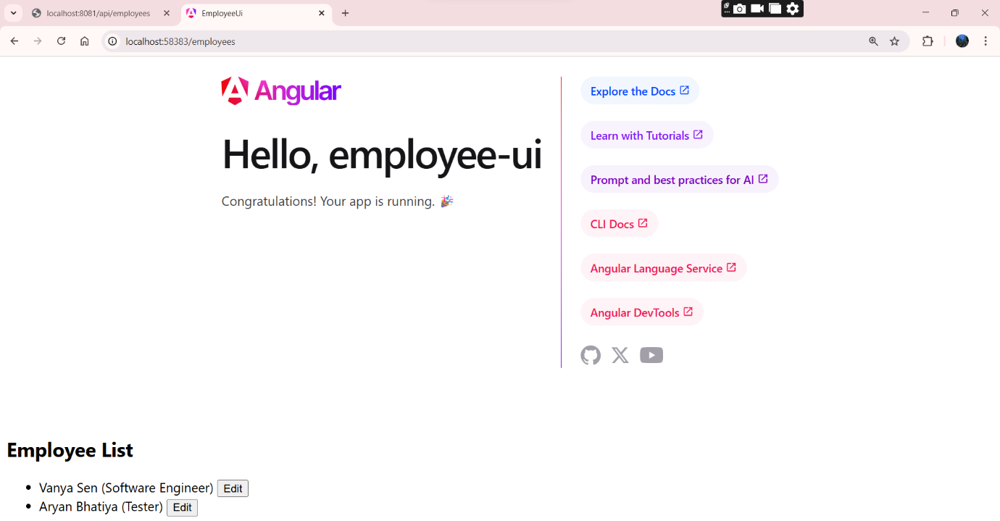 localhost:8081/api/employees
EmployeeUi
localhost:58383/employees
Angular
Hello, employee-ui
Congratulations! Your app is running. 🎉
Explore the Docs
Learn with Tutorials
Prompt and best practices for AI
CLI Docs
Angular Language Service
Angular DevTools
Employee List
Vanya Sen (Software Engineer) Edit
Aryan Bhatiya (Tester) Edit